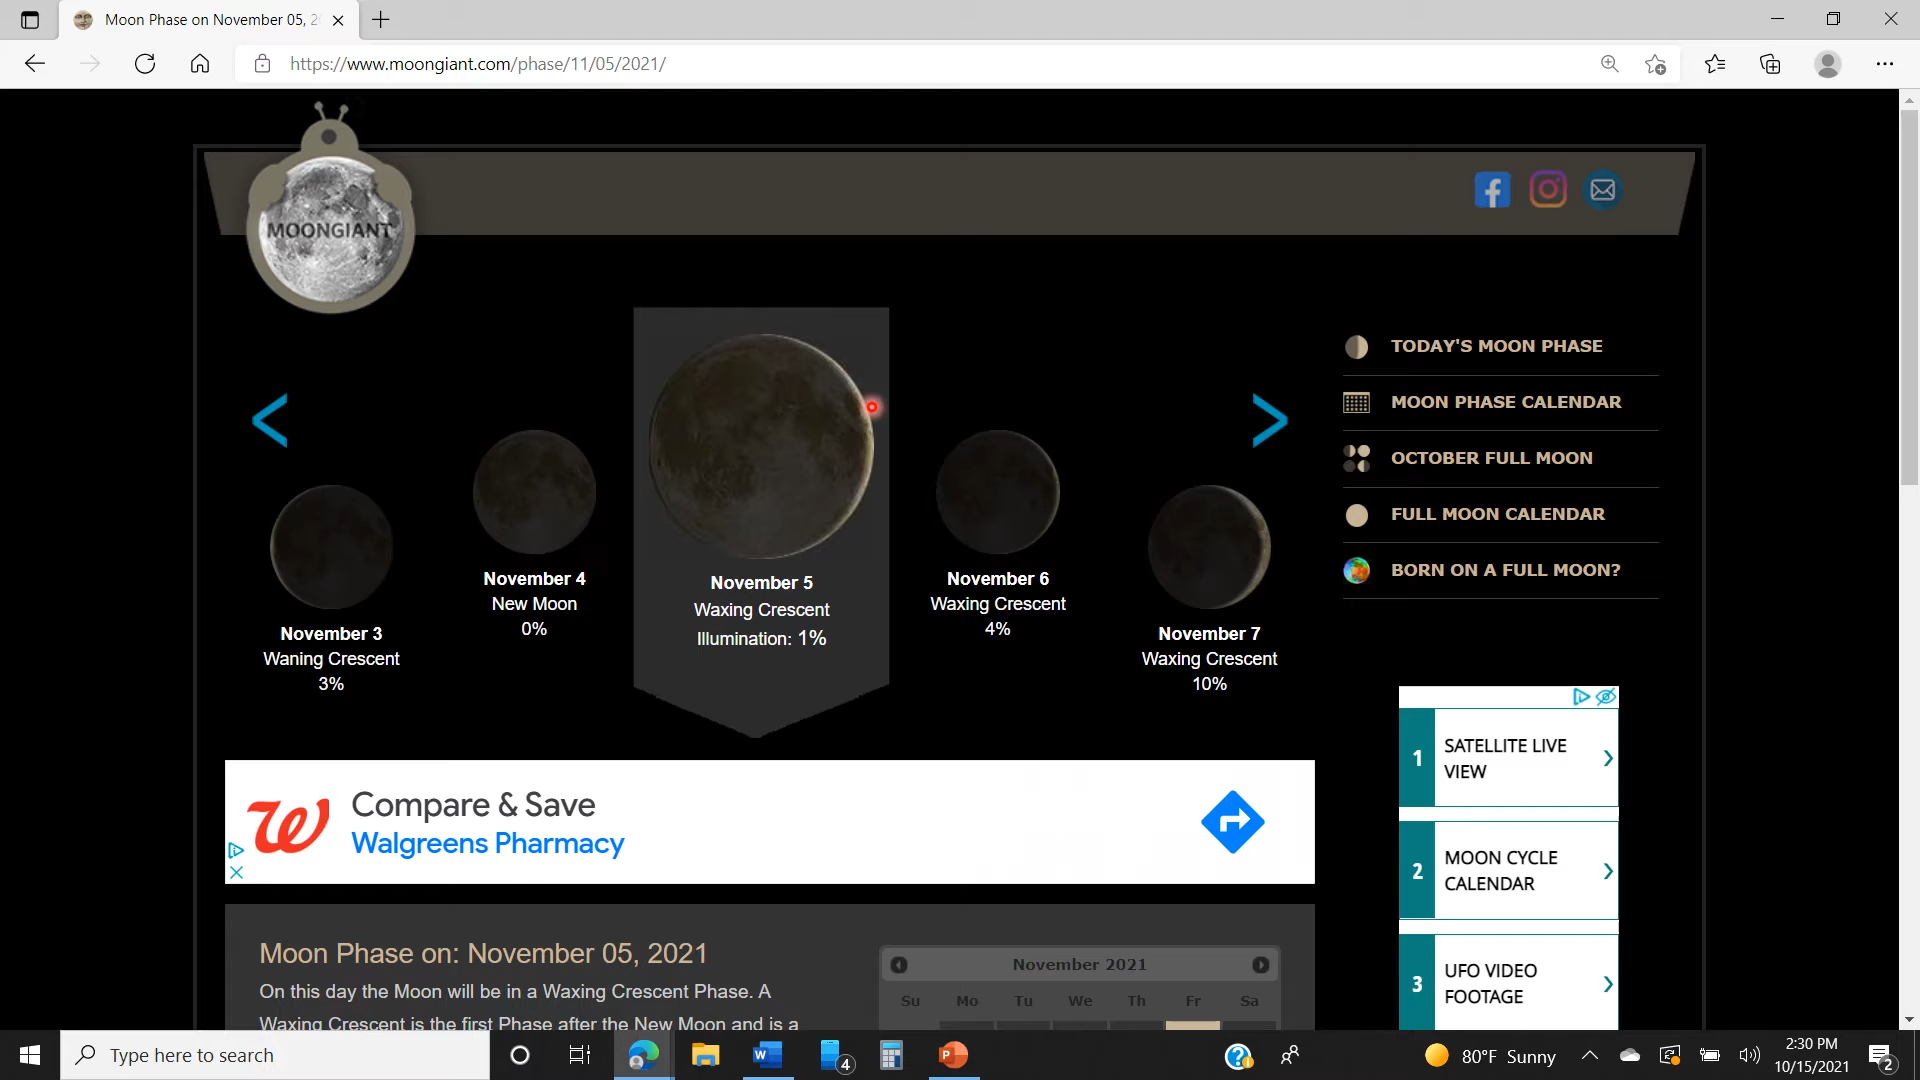 Moon Phase on November 05, 2
https://www.moongiant.com/phase/11/05/2021/
MOONGIANT
TODAY'S MOON PHASE
MOON PHASE CALENDAR
OCTOBER FULL MOON
FULL MOON CALENDAR
BORN ON A FULL MOON?
November 3
Waning Crescent
3%
November 4
New Moon
0%
November 5
Waxing Crescent
Illumination: 1%
November 6
Waxing Crescent
4%
November 7
Waxing Crescent
10%
1
SATELLITE LIVE
VIEW
2
MOON CYCLE
CALENDAR
3
UFO VIDEO
FOOTAGE
Compare & Save
Walgreens Pharmacy
Moon Phase on: November 05, 2021
On this day the Moon will be in a Waxing Crescent Phase. A
Waxing Crescent is the first Phase after the New Moon and is a
November 2021
Su Mo Tu We Th Fr Sa
Type here to search
4
80°F Sunny
2:30 PM
10/15/2021
2